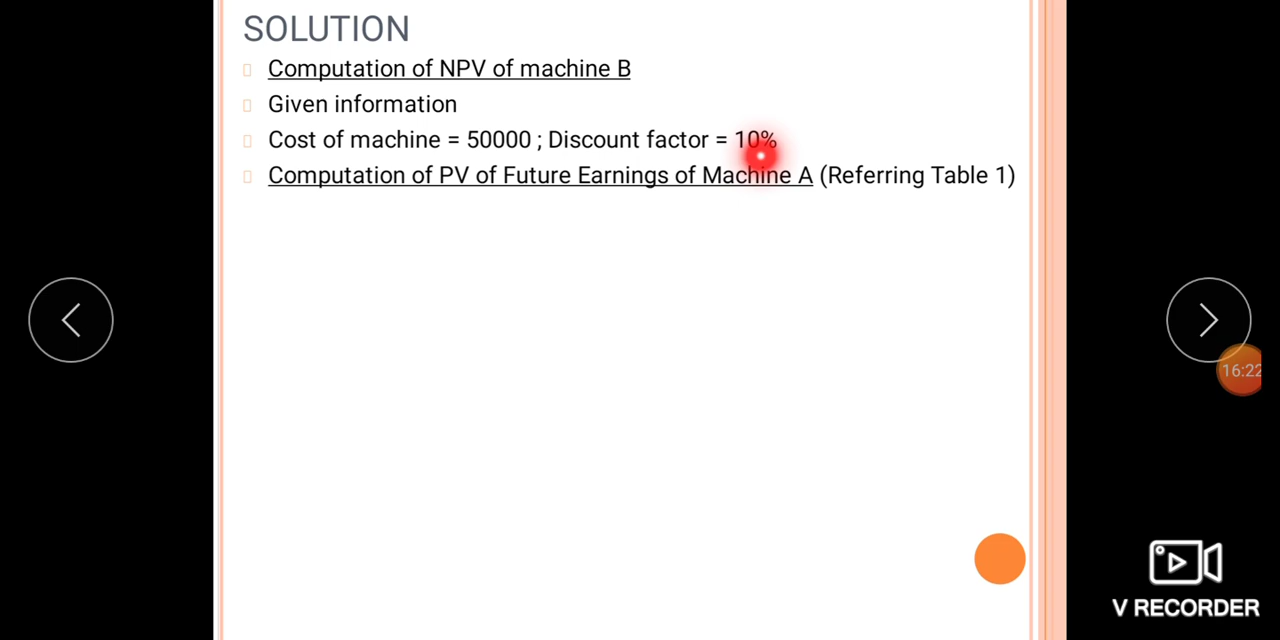 SOLUTION
Computation of NPV of machine B
Given information
Cost of machine = 50000 ; Discount factor = 10%
Computation of PV of Future Earnings of Machine A (Referring Table 1)
16:22
V RECORDER